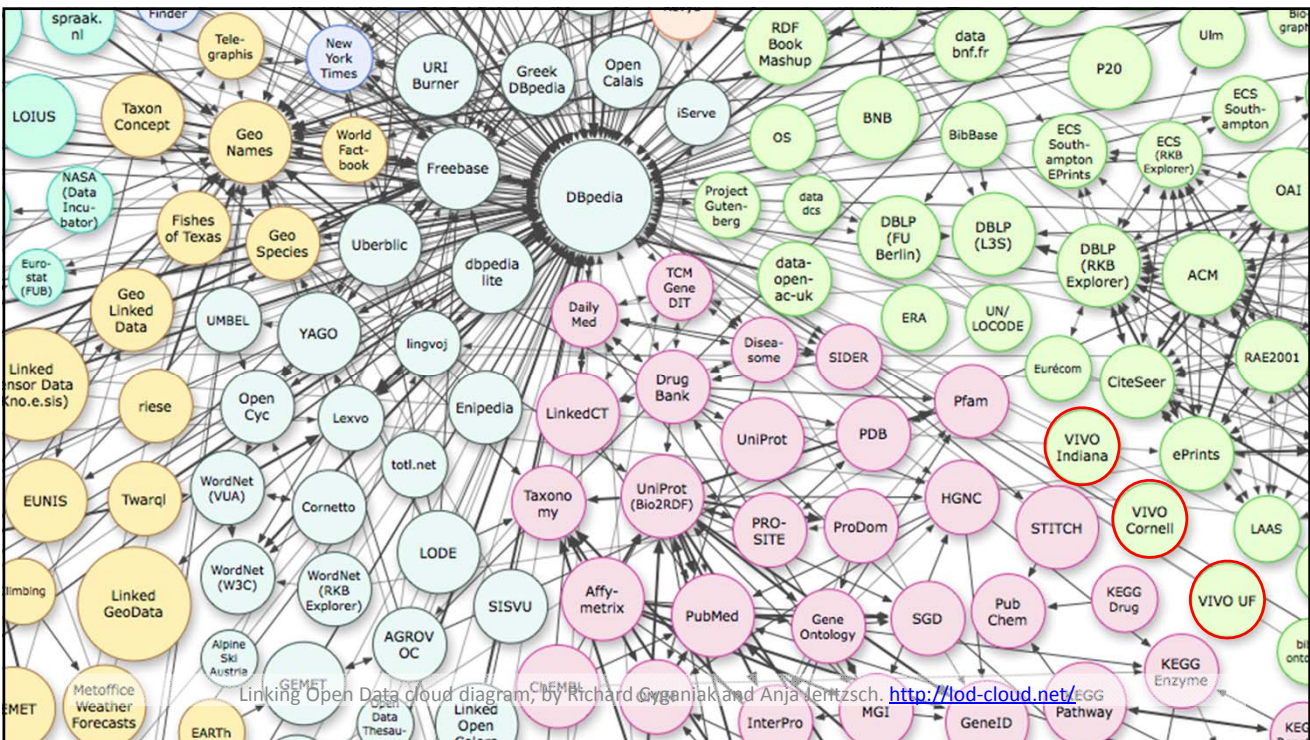 spraak.
nl
Finder
Tele-
graphis
New
York
Times
URI
Burner
Greek
DBpedia
Open
Calais
RDF
Book
Mashup
data
bnf.fr
P20
Ulm
LOIUS
Taxon
Concept
Geo
Names
World
Fact-
book
Freebase
iServe
OS
BNB
BibBase
ECS
South-
ampton
EPrints
ECS
(RKB
Explorer)
ECS
South-
ampton
NASA
(Data
Incu-
bator)
Fishes
of Texas
Geo
Species
Uberblic
dbpedia
lite
DBpedia
Project
Guten-
berg
data
dcs
DBLP
(FU
Berlin)
DBLP
(L3S)
DBLP
(RKB
Explorer)
ACM
OAI
Euro-
stat
(FUB)
Geo
Linked
Data
UMBEL
YAGO
lingvoj
Daily
Med
TCM
Gene
DIT
data-
open-
ac-uk
ERA
UN/
LOCODE
Linked
ensor Data
Kno.e.sis)
riese
Open
Cyc
Lexvo
Enipedia
LinkedCT
Drug
Bank
Disea-
some
SIDER
Pfam
Eurécom
CiteSeer
RAE2001
totl.net
UniProt
PDB
VIVO
Indiana
ePrints
EUNIS
Twarql
WordNet
(VUA)
Cornetto
Taxono
my
UniProt
(Bio2RDF)
PRO-
SITE
ProDom
HGNC
STITCH
VIVO
Cornell
LAAS
limbing
Linked
GeoData
WordNet
(W3C)
WordNet
(RKB
Explorer)
LODE
SISVU
Affy-
metrix
PubMed
Gene
Ontology
SGD
Pub
Chem
KEGG
Drug
VIVO UF
Alpine
Ski
Austria
AGROV
OC
KEGG
Enzyme
EMET
Metoffice
Weather
Forecasts
EARTh
GEMET
Open
Data
Thesau-
Linked
Open
ChEMBL
InterPro
MGI
GeneID
KEGG
Pathway
Linking Open Data cloud diagram, by Richard Cyganiak and Anja Jentzsch. http://lod-cloud.net/